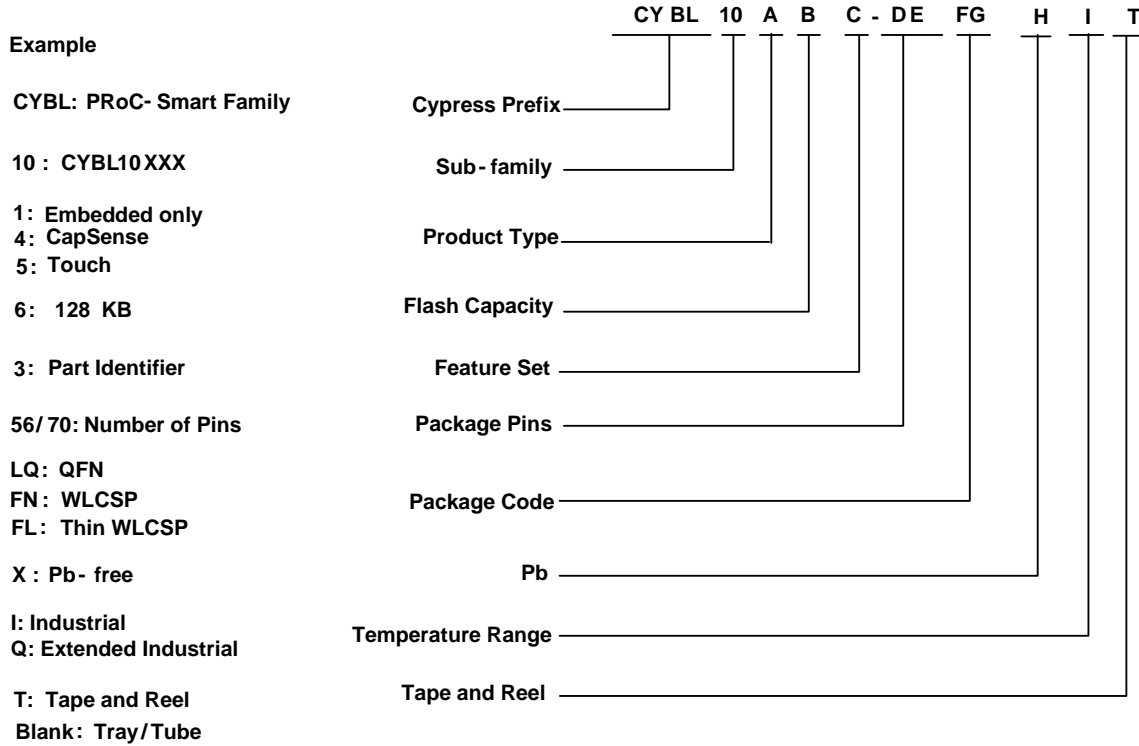 CY BL 10 A B C - DE FG H I T
Example
CYBL: PRoC- Smart Family
Cypress Prefix
10 : CYBL10XXX
Sub- family
1: Embedded only
4: CapSense
5: Touch
Product Type
6: 128 KB
Flash Capacity
3: Part Identifier
Feature Set
56/ 70: Number of Pins
Package Pins
LQ: QFN
FN: WLCSP
FL: Thin WLCSP
Package Code
X : Pb- free
Pb
I: Industrial
Q: Extended Industrial
Temperature Range
T: Tape and Reel
Blank: Tray/Tube
Tape and Reel